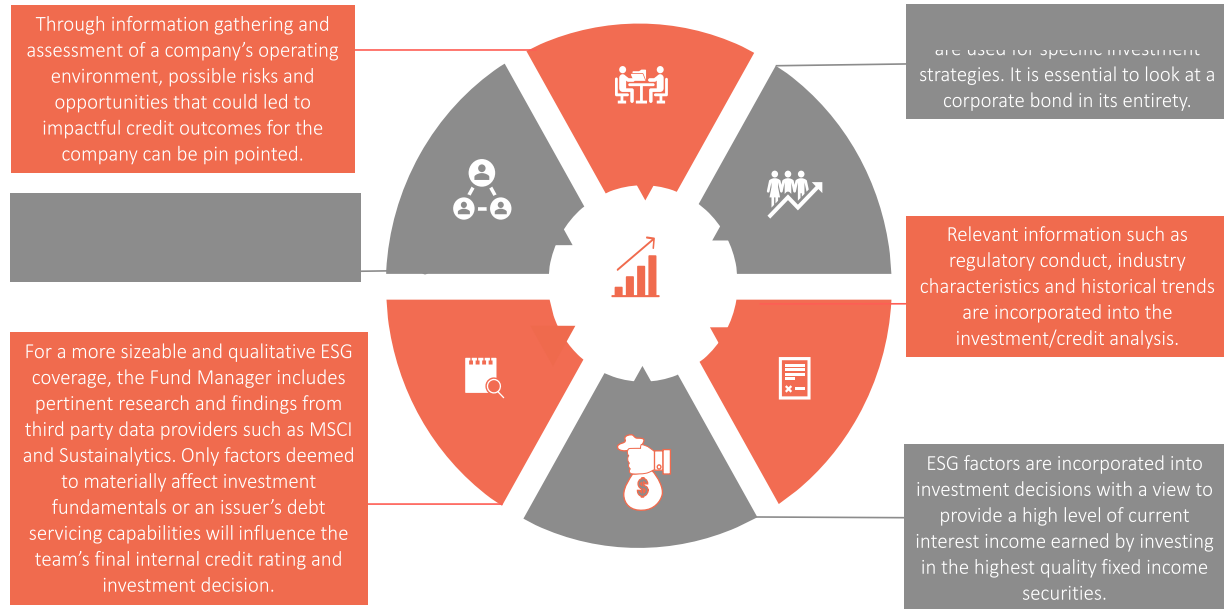 Through information gathering and
assessment of a company's operating
environment, possible risks and
opportunities that could led to
impactful credit outcomes for the
company can be pin pointed.
are used for specific investment
strategies. It is essential to look at a
corporate bond in its entirety.
Relevant information such as
regulatory conduct, industry
characteristics and historical trends
are incorporated into the
investment/credit analysis.
For a more sizeable and qualitative ESG
coverage, the Fund Manager includes
pertinent research and findings from
third party data providers such as MSCI
and Sustainalytics. Only factors deemed
to materially affect investment
fundamentals or an issuer's debt
servicing capabilities will influence the
team's final internal credit rating and
investment decision.
$
ESG factors are incorporated into
investment decisions with a view to
provide a high level of current
interest income earned by investing
in the highest quality fixed income
securities.